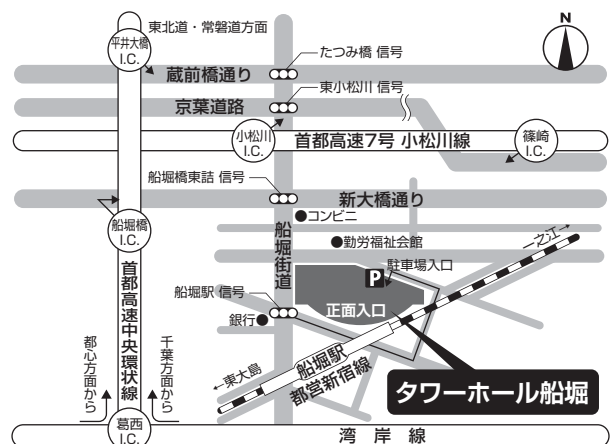 東北道・常磐道方面
N
平井大橋
I.C.
たつみ橋 信号
蔵前橋通り
東小松川 信号
京葉道路
小松川
I.C.
首都高速7号 小松川線
篠崎
I.C.
船堀橋東詰 信号
新大橋通り
コンビニ
船堀橋
I.C.
船堀街道
勤労福祉会館
一之江→
駐車場入口
P
首都高速中央環状線
船堀駅 信号
正面入口
銀行
船堀駅
都営新宿線
←東大島
タワーホール船堀
都心方面から
千葉方面から
葛西
I.C.
湾岸線